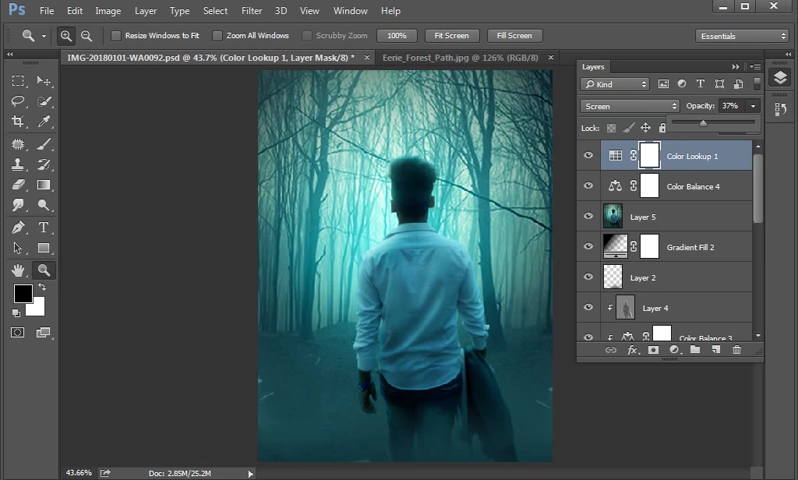 Ps File Edit Image Layer Type Select Filter 3D View Window Help
Resize Windows to Fit Zoom All Windows Scrubby Zoom 100% Fit Screen Fill Screen Essentials
IMG-20180101-WA0092.psd @ 43.7% (Color Lookup 1, Layer Mask/8) * Eerie_Forest_Path.jpg @ 126% (RGB/8)
Layers
Kind
Screen Opacity: 37%
Lock:
Color Lookup 1
Color Balance 4
Layer 5
Gradient Fill 2
Layer 2
Layer 4
Color Balance 3
fx
43.66% Doc: 2.85M/25.2M